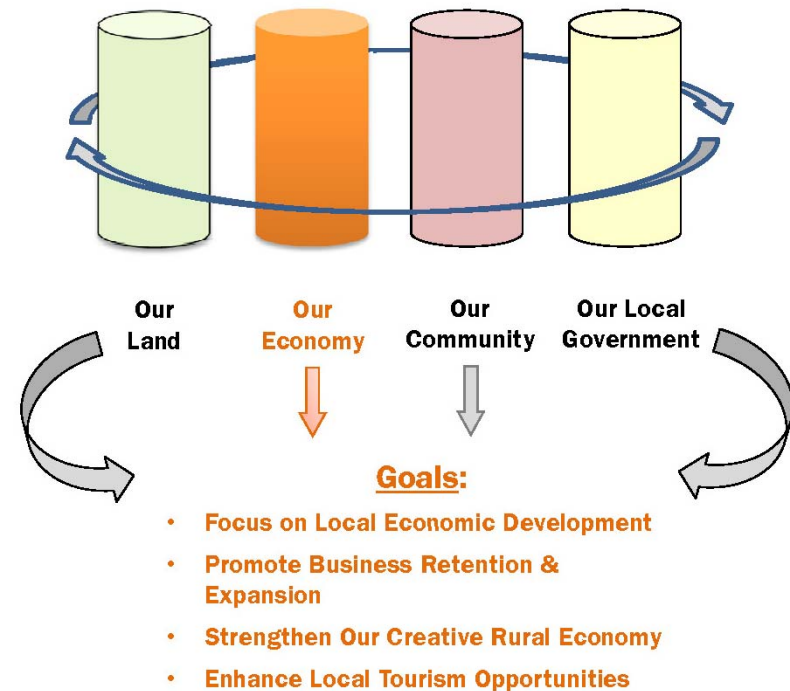 Our
Land
Our
Economy
Our
Community
Our Local
Government
Goals:
• Focus on Local Economic Development
• Promote Business Retention &
Expansion
• Strengthen Our Creative Rural Economy
• Enhance Local Tourism Opportunities